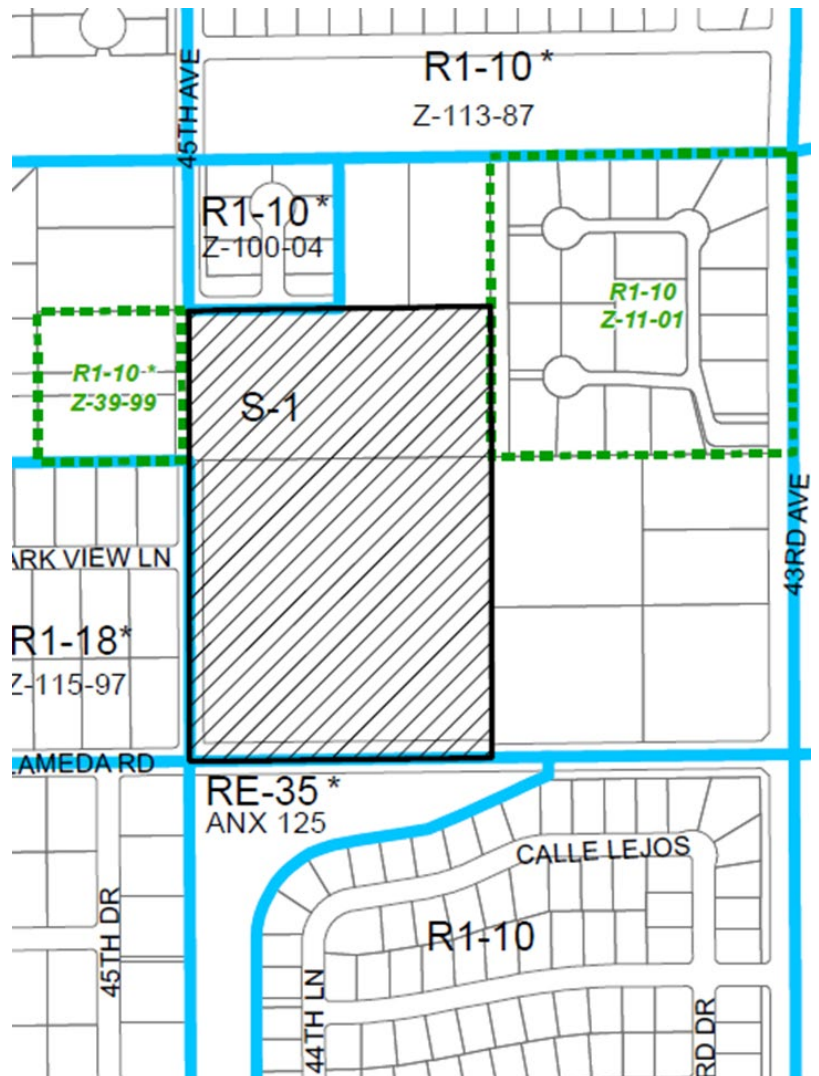 R1-10 *
Z-113-87
45TH AVE
R1-10 *
Z-100-04
R1-10
Z-11-01
R1-10 *
Z-39-99
S-1
43RD AVE
ARK VIEW LN
R1-18*
Z-115-97
LAMEDA RD
RE-35 *
ANX 125
CALLE LEJOS
45TH DR
R1-10
44TH LN
RD DR